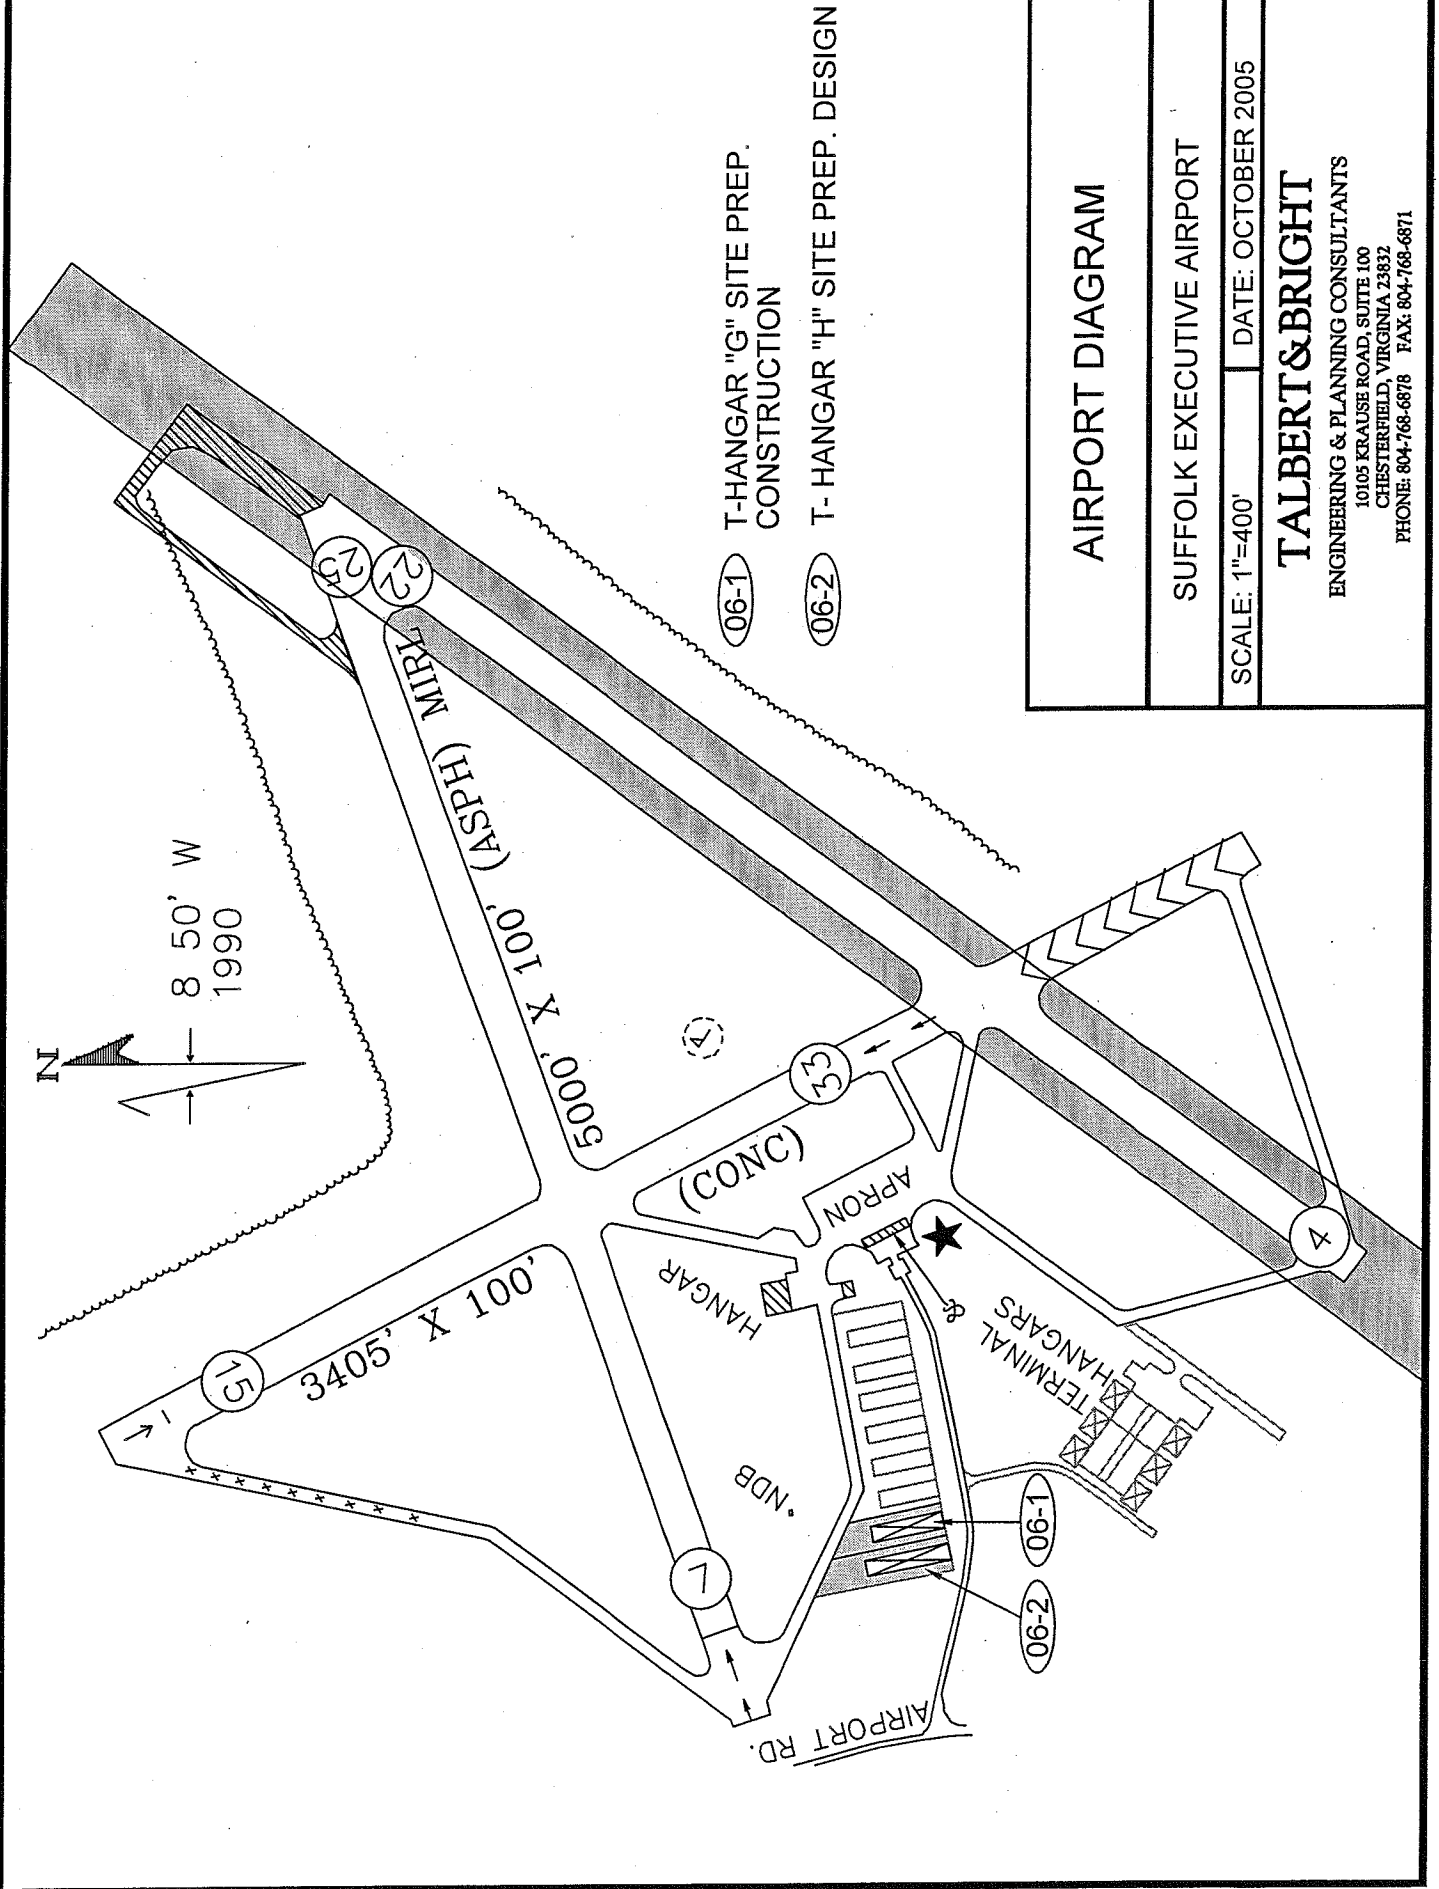 N
8 50' W
1990
25
22
5000' X 100' (ASPH) MIRL
15
3405' X 100'
(CONC)
33
7
4
APRON
HANGAR
NDB
TERMINAL
HANGARS
AIRPORT RD.
06-1
06-2
06-1 T-HANGAR "G" SITE PREP.
CONSTRUCTION
06-2 T- HANGAR "H" SITE PREP. DESIGN
AIRPORT DIAGRAM
SUFFOLK EXECUTIVE AIRPORT
SCALE: 1"=400' DATE: OCTOBER 2005
TALBERT&BRIGHT
ENGINEERING & PLANNING CONSULTANTS
10105 KRAUSE ROAD, SUITE 100
CHESTERFIELD, VIRGINIA 23832
PHONE: 804-768-6878 FAX: 804-768-6871